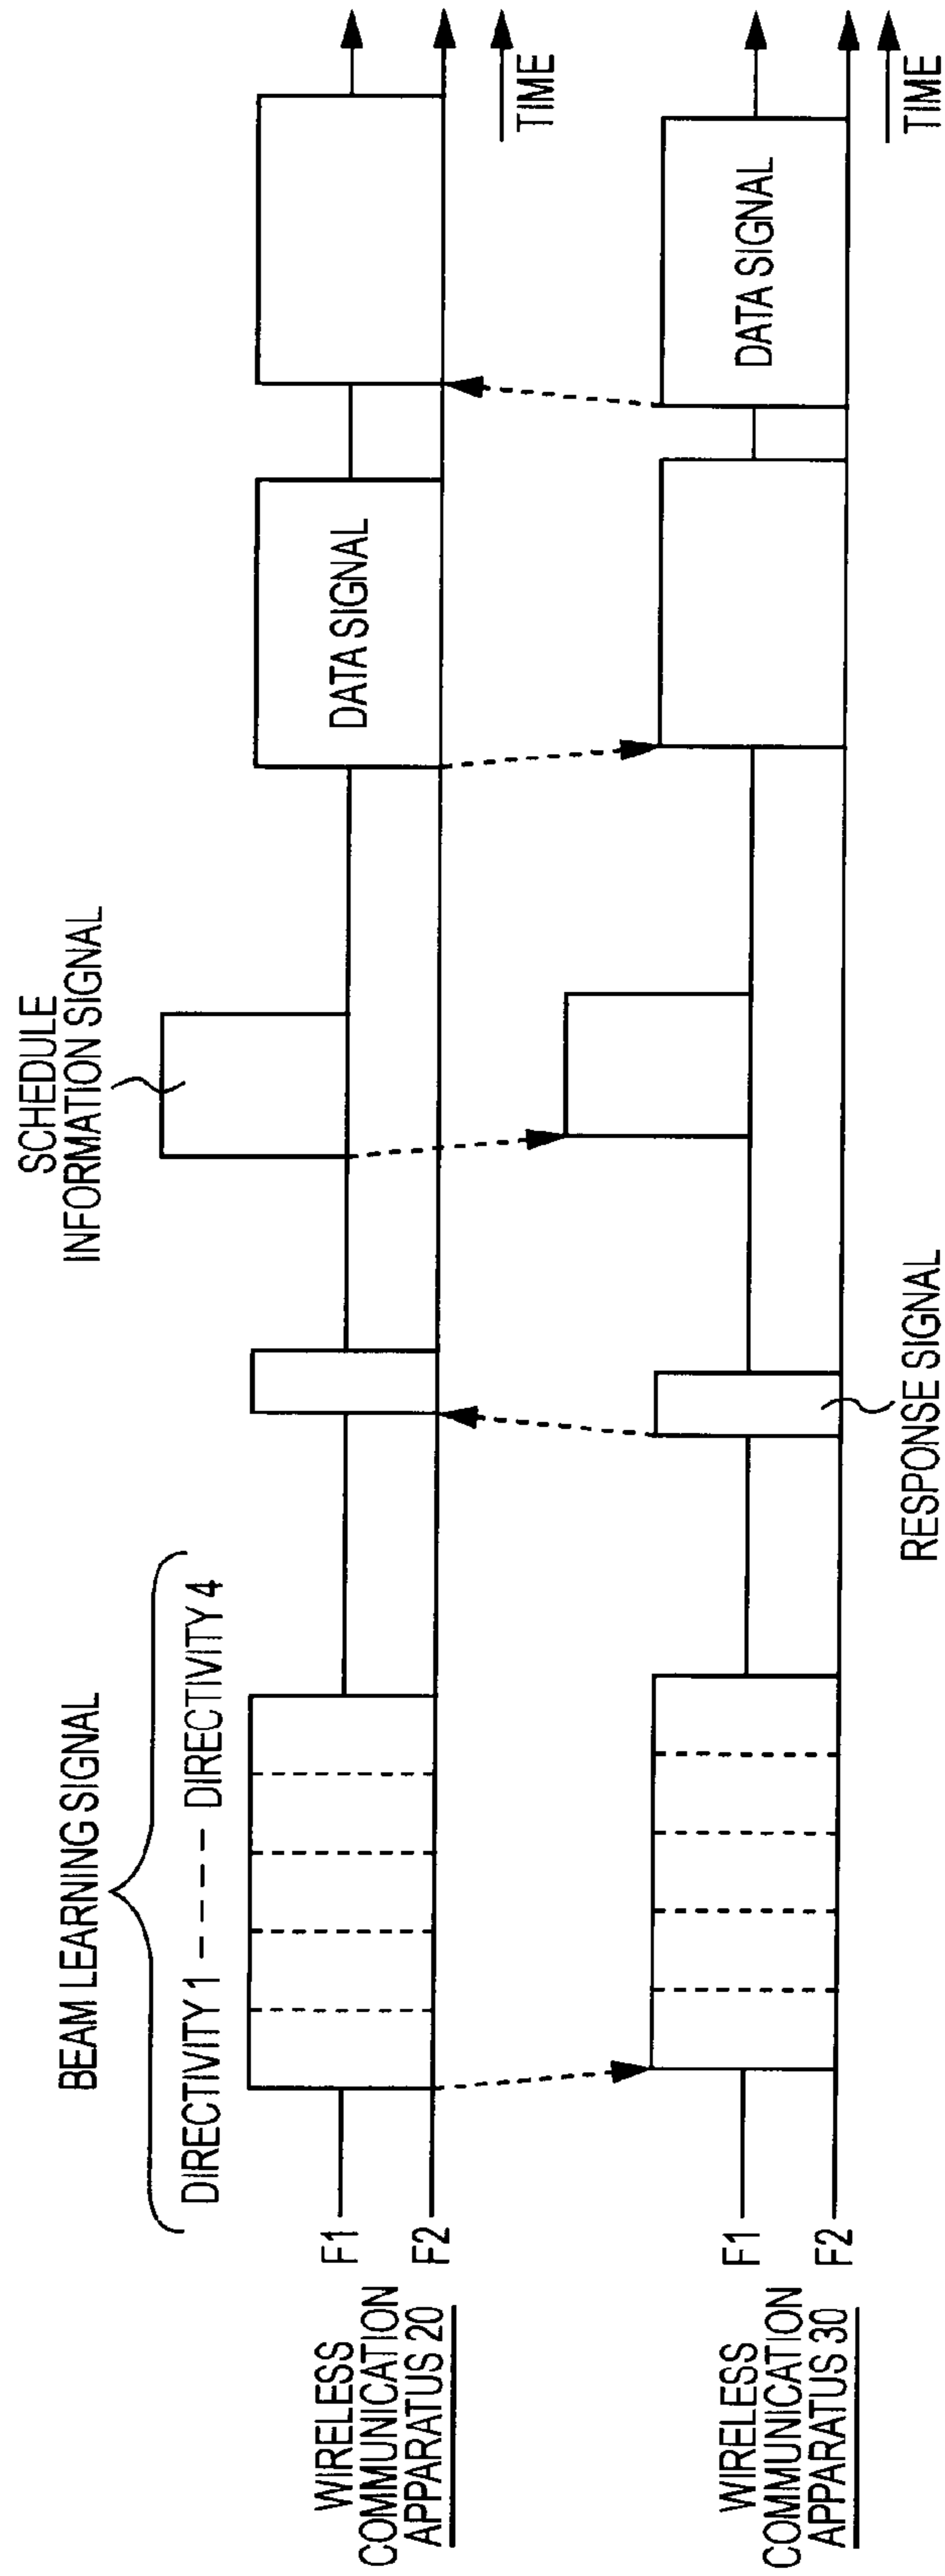 BEAM LEARNING SIGNAL
DIRECTIVITY 1 ---- DIRECTIVITY 4
SCHEDULE
INFORMATION SIGNAL
WIRELESS
COMMUNICATION
APPARATUS 20
F1
F2
DATA SIGNAL
TIME
WIRELESS
COMMUNICATION
APPARATUS 30
F1
F2
RESPONSE SIGNAL
DATA SIGNAL
TIME